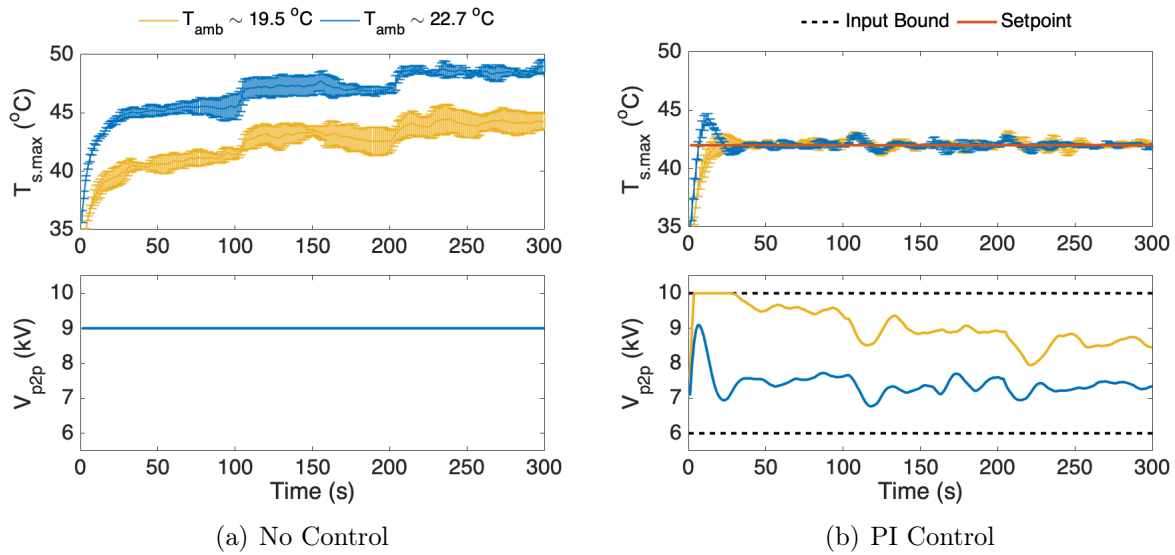 T_amb ~ 19.5 °C T_amb ~ 22.7 °C
Input Bound Setpoint
50
45
40
35
T_s.max (°C)
0 50 100 150 200 250 300
10
9
8
7
6
V_p2p (kV)
0 50 100 150 200 250 300
Time (s)
(a) No Control
50
45
40
35
T_s.max (°C)
0 50 100 150 200 250 300
10
9
8
7
6
V_p2p (kV)
0 50 100 150 200 250 300
Time (s)
(b) PI Control